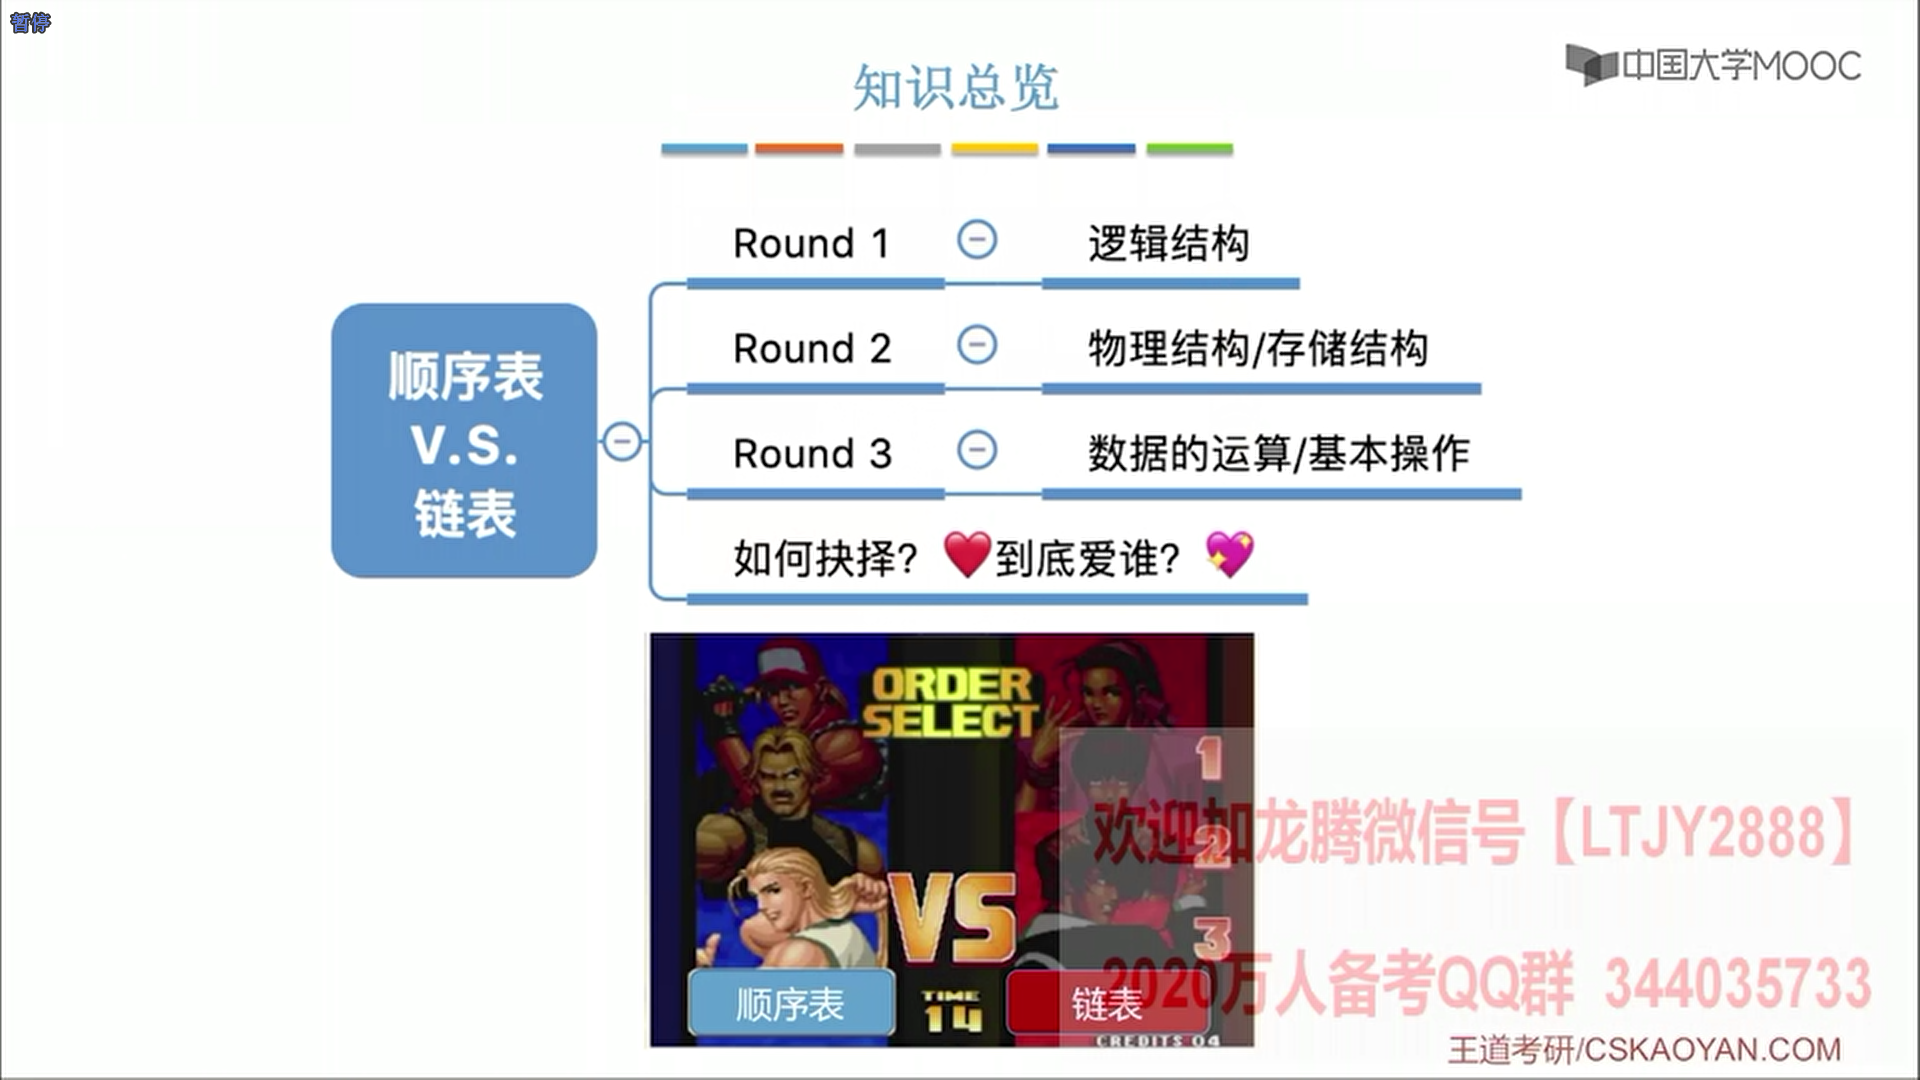 暂停
中国大学MOOC
知识总览
Round 1
逻辑结构
Round 2
物理结构/存储结构
Round 3
数据的运算/基本操作
如何抉择？❤️到底爱谁？💖
顺序表
V.S.
链表
ORDER
SELECT
1
2
3
VS
欢迎加龙腾微信号【LTJY2888】
2020万人备考QQ群 344035733
顺序表
TIME
14
链表
CREDITS 04
王道考研/CSKAOYAN.COM